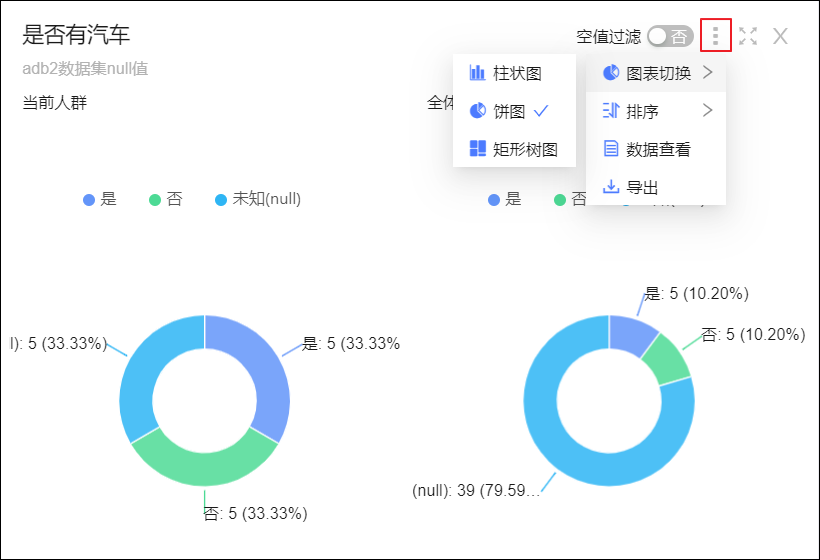 是否有汽车
空值过滤 否
adb2数据集null值
当前人群
全体
柱状图
饼图
矩形树图
图表切换
排序
数据查看
导出
是 否 未知(null)
是 否
l): 5 (33.33%)
是: 5 (33.33%
否: 5 (33.33%)
是: 5 (10.20%)
否: 5 (10.20%)
(null): 39 (79.59...